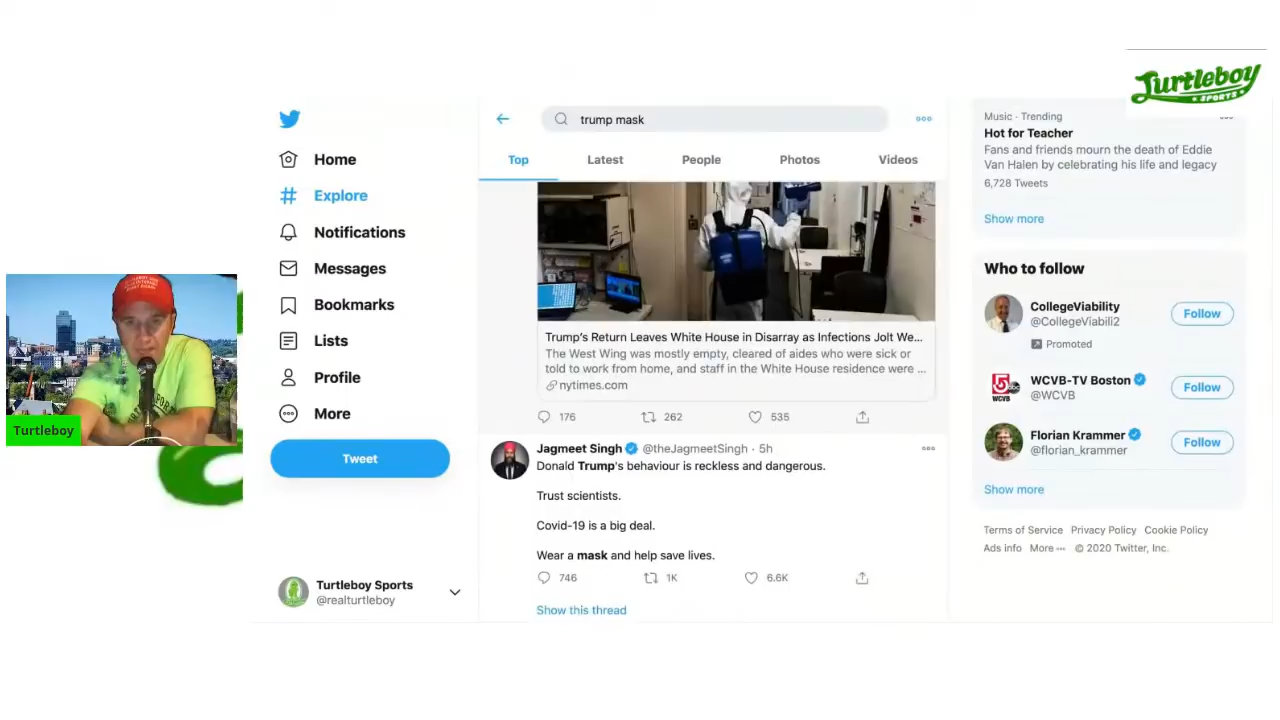 Turtleboy
SPORTS
trump mask
Home
Explore
Notifications
Messages
Bookmarks
Lists
Profile
More
Tweet
Turtleboy Sports
@realturtleboy
Turtleboy
Top
Latest
People
Photos
Videos
Trump's Return Leaves White House in Disarray as Infections Jolt We...
The West Wing was mostly empty, cleared of aides who were sick or
told to work from home, and staff in the White House residence were ...
nytimes.com
176
262
535
Jagmeet Singh @theJagmeetSingh · 5h
Donald Trump's behaviour is reckless and dangerous.
Trust scientists.
Covid-19 is a big deal.
Wear a mask and help save lives.
746
1K
6.6K
Show this thread
Music · Trending
Hot for Teacher
Fans and friends mourn the death of Eddie
Van Halen by celebrating his life and legacy
6,728 Tweets
Show more
Who to follow
CollegeViability
@CollegeViabili2
Follow
Promoted
WCVB-TV Boston
@WCVB
Follow
Florian Krammer
@florian_krammer
Follow
Show more
Terms of Service Privacy Policy Cookie Policy
Ads info More ··· © 2020 Twitter, Inc.